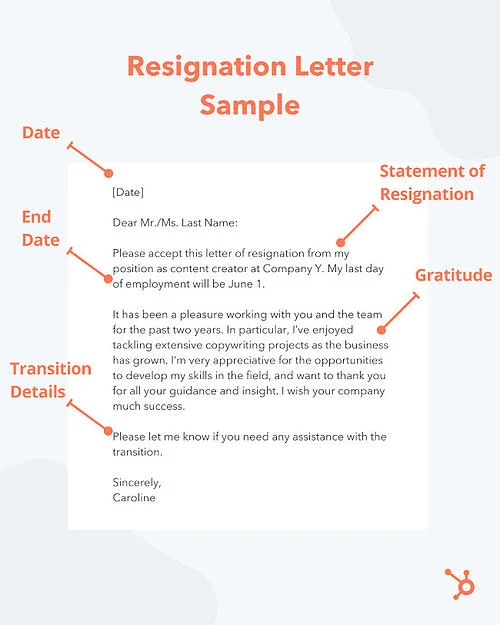 Resignation Letter
Sample
Date
[Date]
Statement of
Resignation
Dear Mr./Ms. Last Name:
End
Date
Please accept this letter of resignation from my
position as content creator at Company Y. My last day
of employment will be June 1.
Gratitude
It has been a pleasure working with you and the team
for the past two years. In particular, I've enjoyed
tackling extensive copywriting projects as the business
has grown. I'm very appreciative for the opportunities
to develop my skills in the field, and want to thank you
for all your guidance and insight. I wish your company
much success.
Transition
Details
Please let me know if you need any assistance with the
transition.
Sincerely,
Caroline